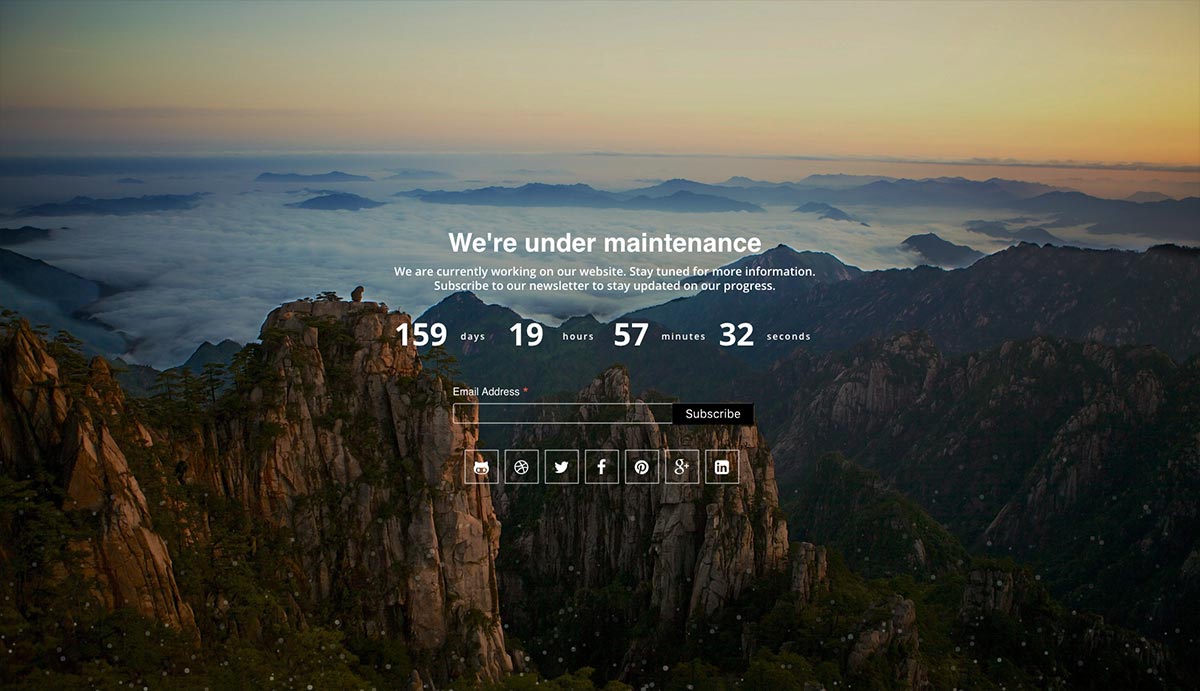 We're under maintenance
We are currently working on our website. Stay tuned for more information.
Subscribe to our newsletter to stay updated on our progress.
159 days 19 hours 57 minutes 32 seconds
Email Address *
Subscribe